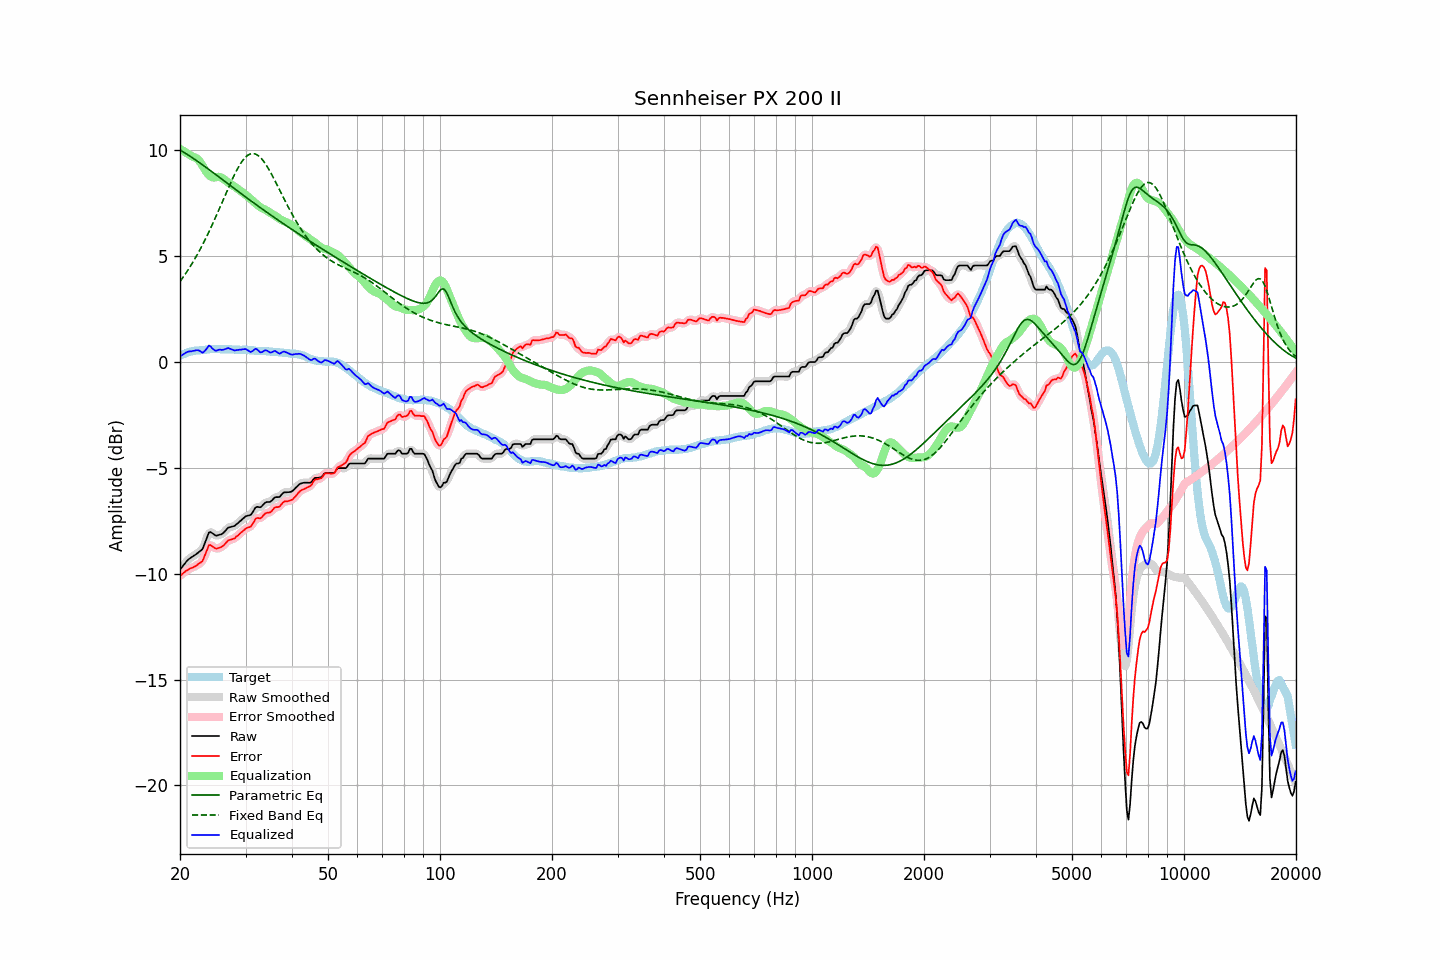 Sennheiser PX 200 II
Amplitude (dBr)
10
5
0
−5
−10
−15
−20
Target
Raw Smoothed
Error Smoothed
Raw
Error
Equalization
Parametric Eq
Fixed Band Eq
Equalized
20 50 100 200 500 1000 2000 5000 10000 20000
Frequency (Hz)